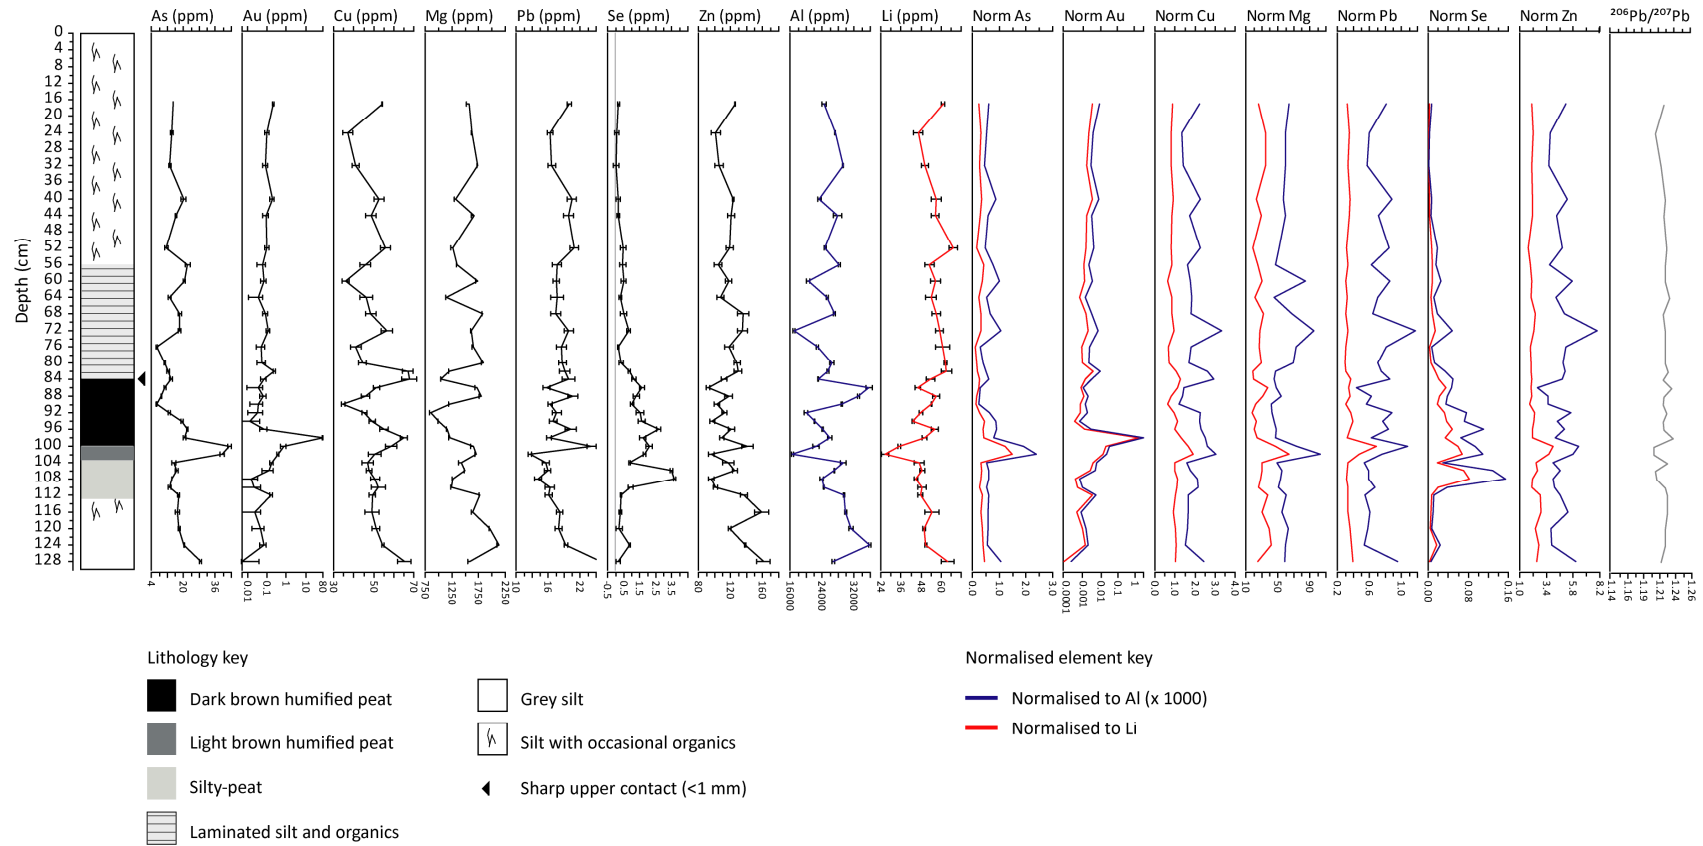 As (ppm) Au (ppm) Cu (ppm) Mg (ppm) Pb (ppm) Se (ppm) Zn (ppm) Al (ppm) Li (ppm) Norm As Norm Au Norm Cu Norm Mg Norm Pb Norm Se Norm Zn ²⁰⁶Pb/²⁰⁷Pb
Depth (cm)
0
4
8
12
16
20
24
28
32
36
40
44
48
52
56
60
64
68
72
76
80
84
88
92
96
100
104
108
112
116
120
124
128
4 20 36
0.01 0.1 1 10 80
30 50 70
750 1250 1750 2250
10 16 22
-0.5 0.5 1.5 2.5 3.5
80 120 160
16000 24000 32000
24 36 48 60
0.0 1.0 2.0 3.0
0.0001 0.001 0.01 0.1 1
0.0 1.0 2.0 3.0 4.0
10 50 90
0.2 0.6 1.0
0.00 0.08 0.16
1.0 3.4 5.8 8.2
1.14 1.16 1.19 1.21 1.24 1.26
Lithology key
Dark brown humified peat
Light brown humified peat
Silty-peat
Laminated silt and organics
Grey silt
Silt with occasional organics
Sharp upper contact (<1 mm)
Normalised element key
Normalised to Al (x 1000)
Normalised to Li